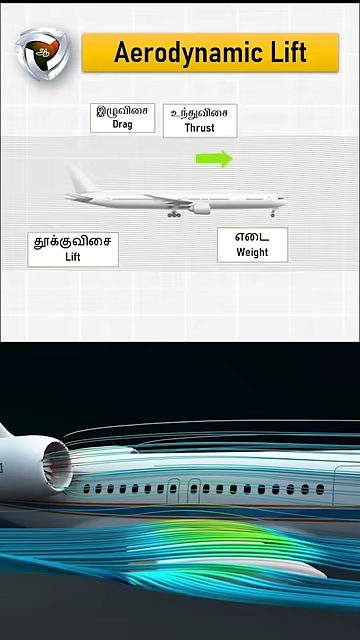 ஆ
Aerodynamic Lift
இழுவிசை
Drag
உந்துவிசை
Thrust
தூக்குவிசை
Lift
எடை
Weight